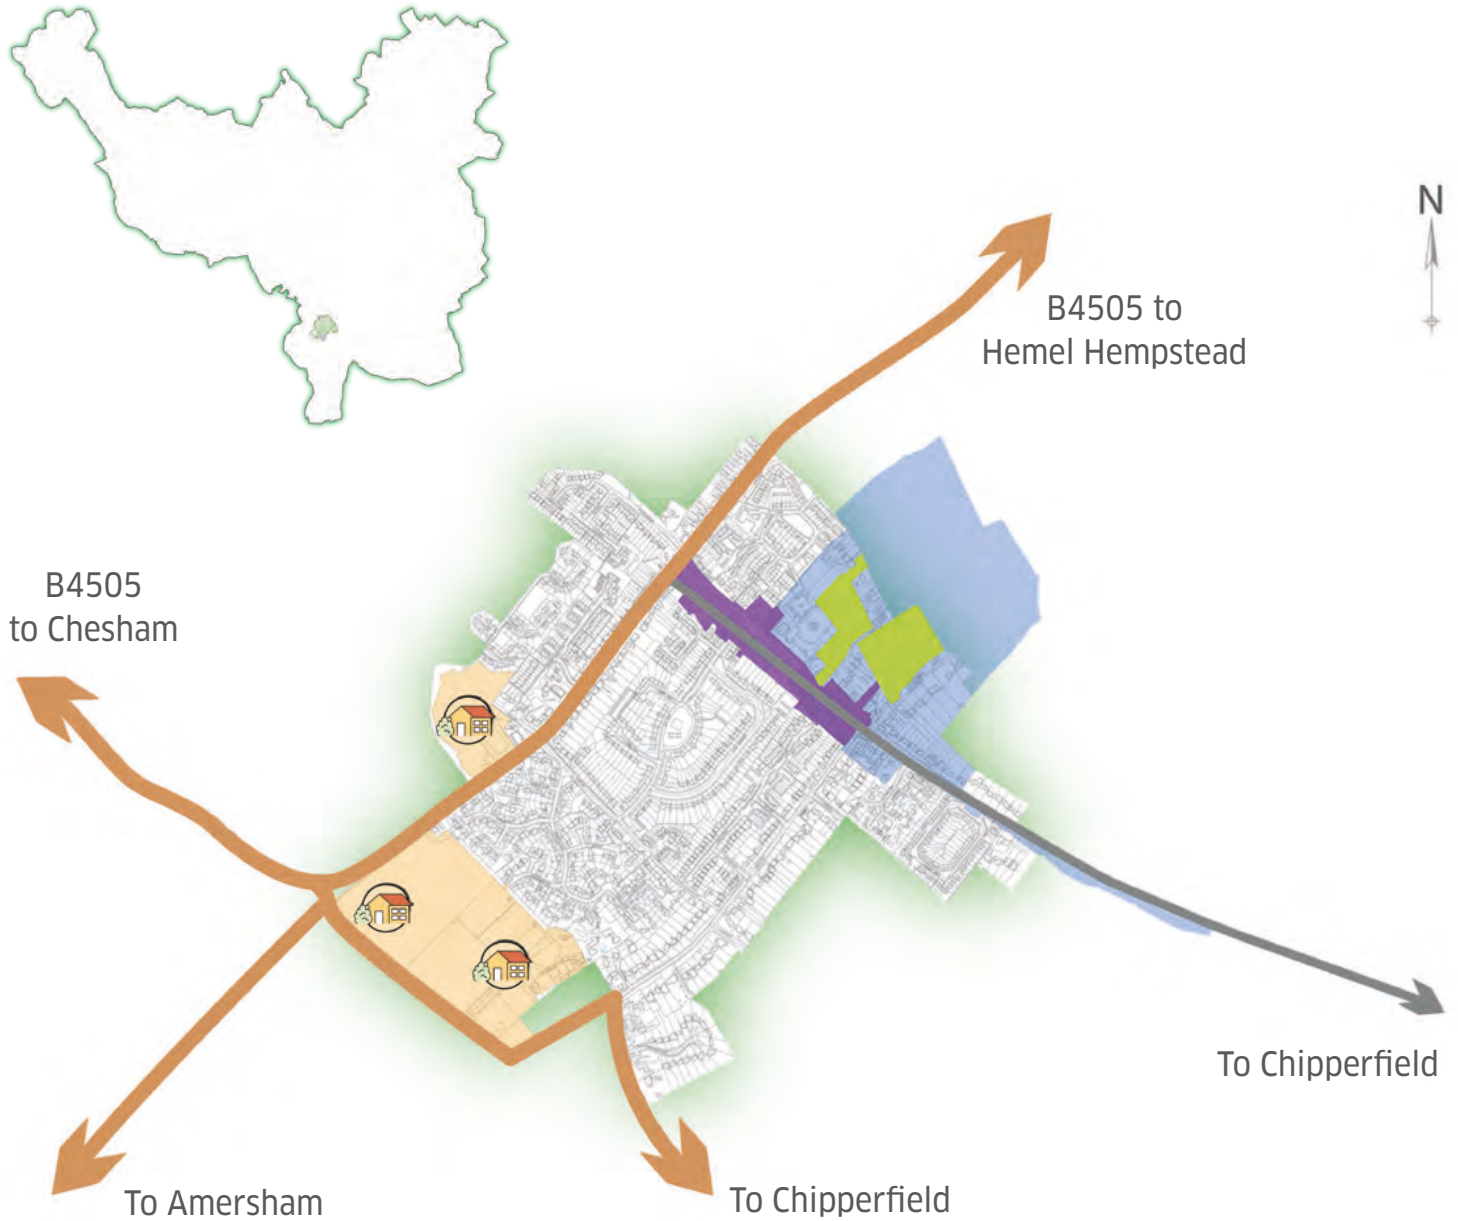 N
B4505 to
Hemel Hempstead
B4505
to Chesham
To Chipperfield
To Amersham
To Chipperfield